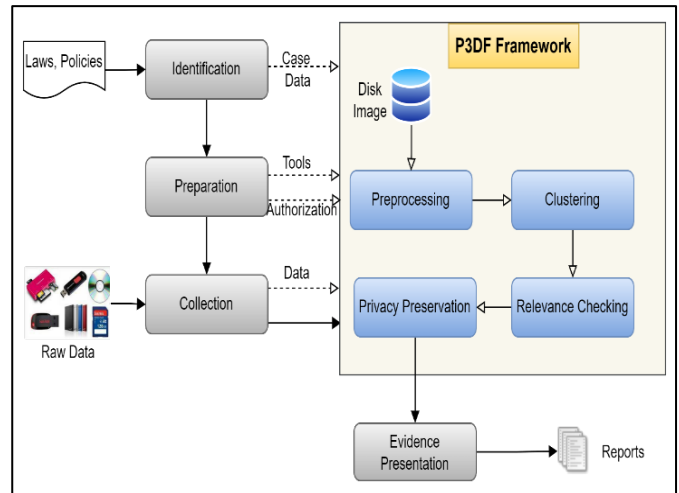 P3DF Framework
Laws, Policies
Identification
Case
Data
Disk
Image
Preparation
Tools
Authorization
Preprocessing
Clustering
Raw Data
Collection
Data
Privacy Preservation
Relevance Checking
Evidence
Presentation
Reports